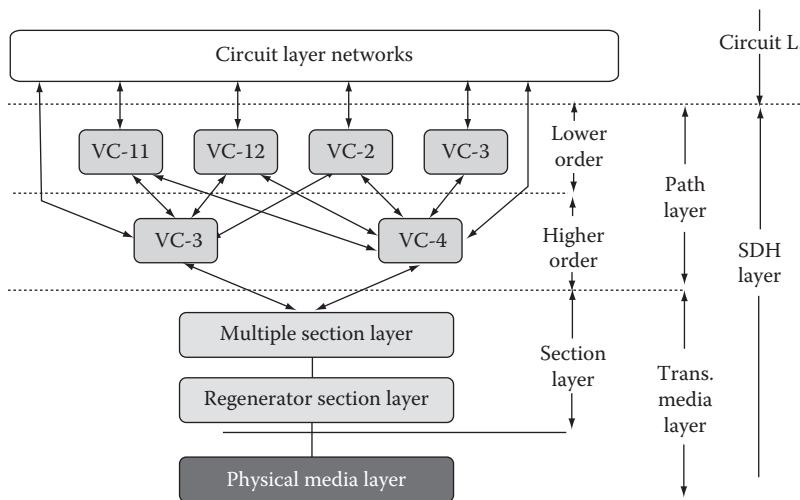 Circuit layer networks
Circuit L.
VC-11
VC-12
VC-2
VC-3
Lower
order
Path
layer
VC-3
VC-4
Higher
order
SDH
layer
Multiple section layer
Section
layer
Regenerator section layer
Trans.
media
layer
Physical media layer